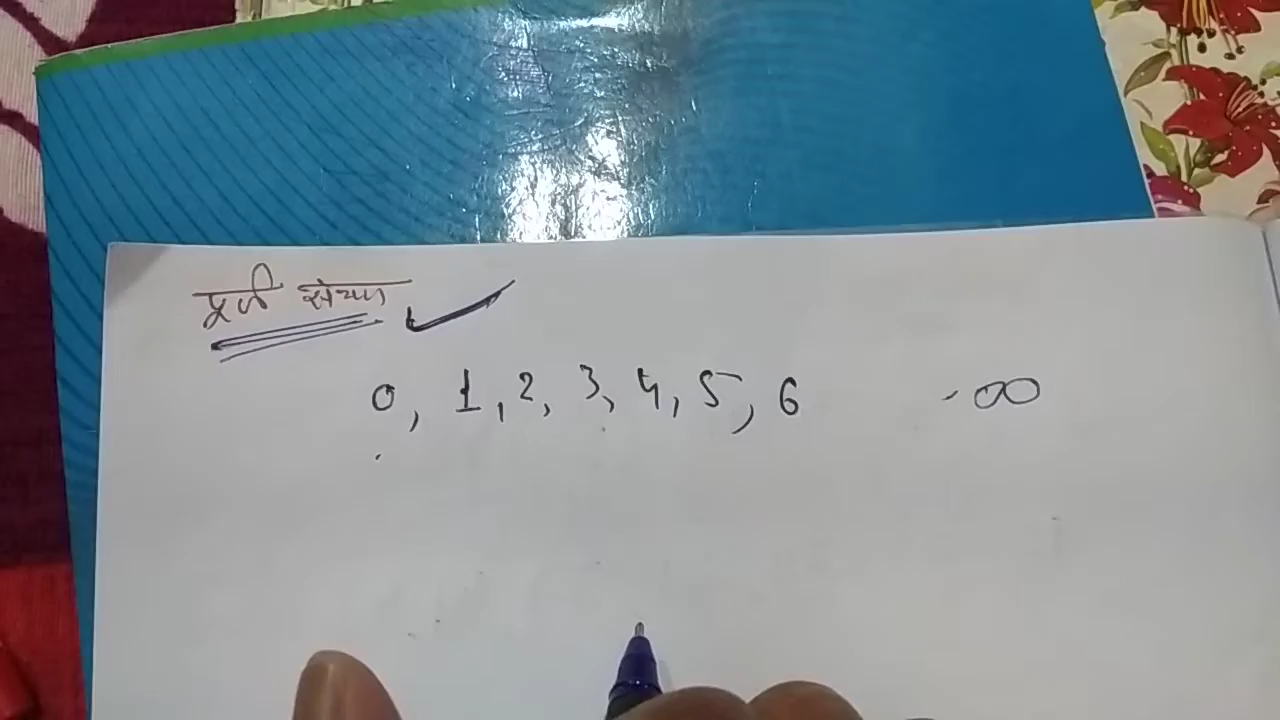 पूर्ण संख्या
0, 1, 2, 3, 4, 5, 6 ∞